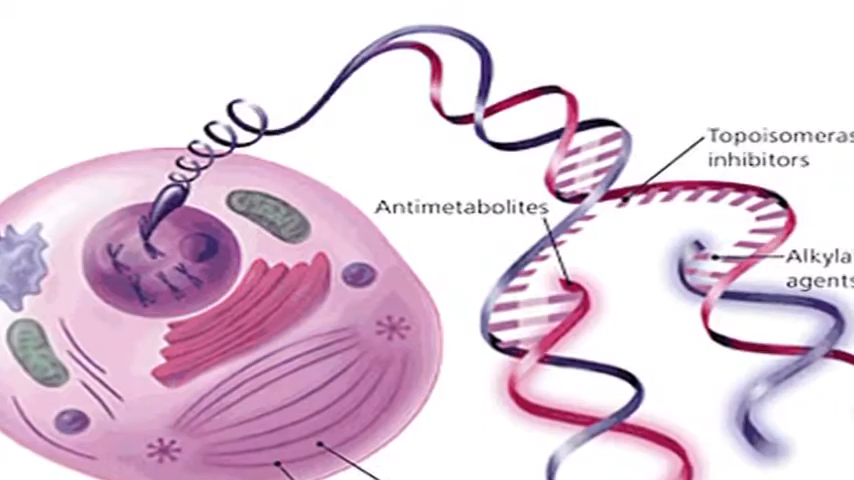 Topoisomeras
inhibitors
Antimetabolites
Alkyla
agents